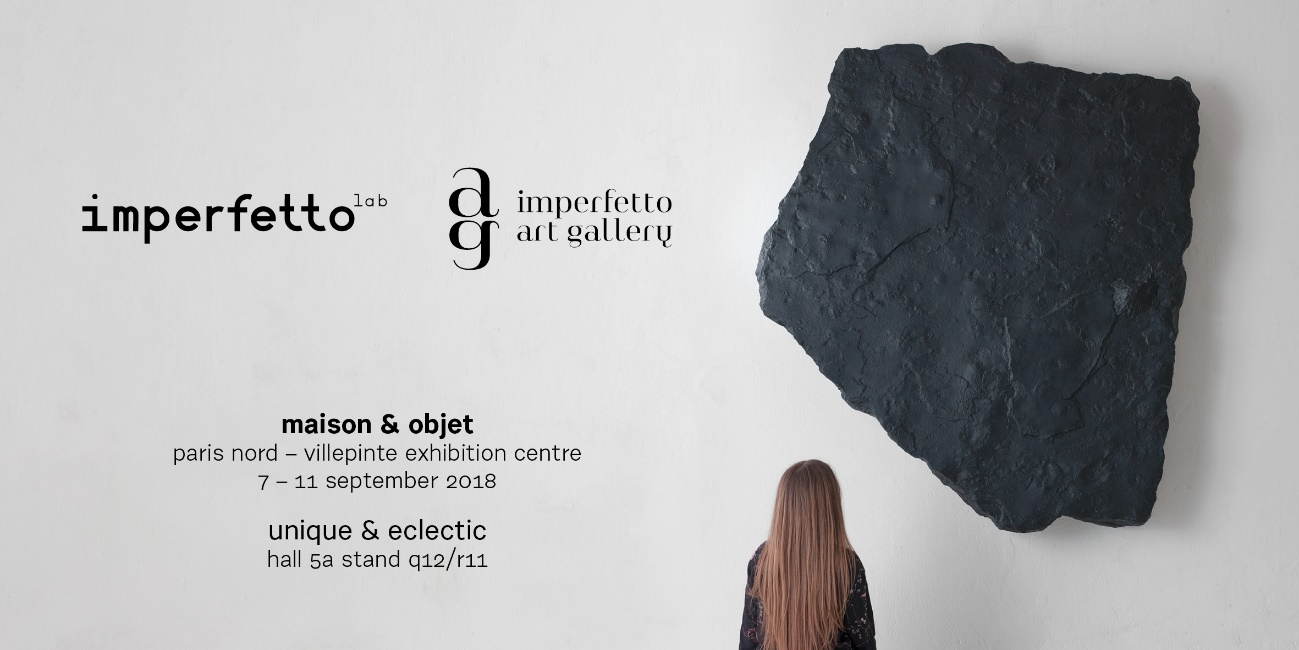 imperfetto lab
ag
imperfetto
art gallery
maison & objet
paris nord – villepinte exhibition centre
7 – 11 september 2018
unique & eclectic
hall 5a stand q12/r11